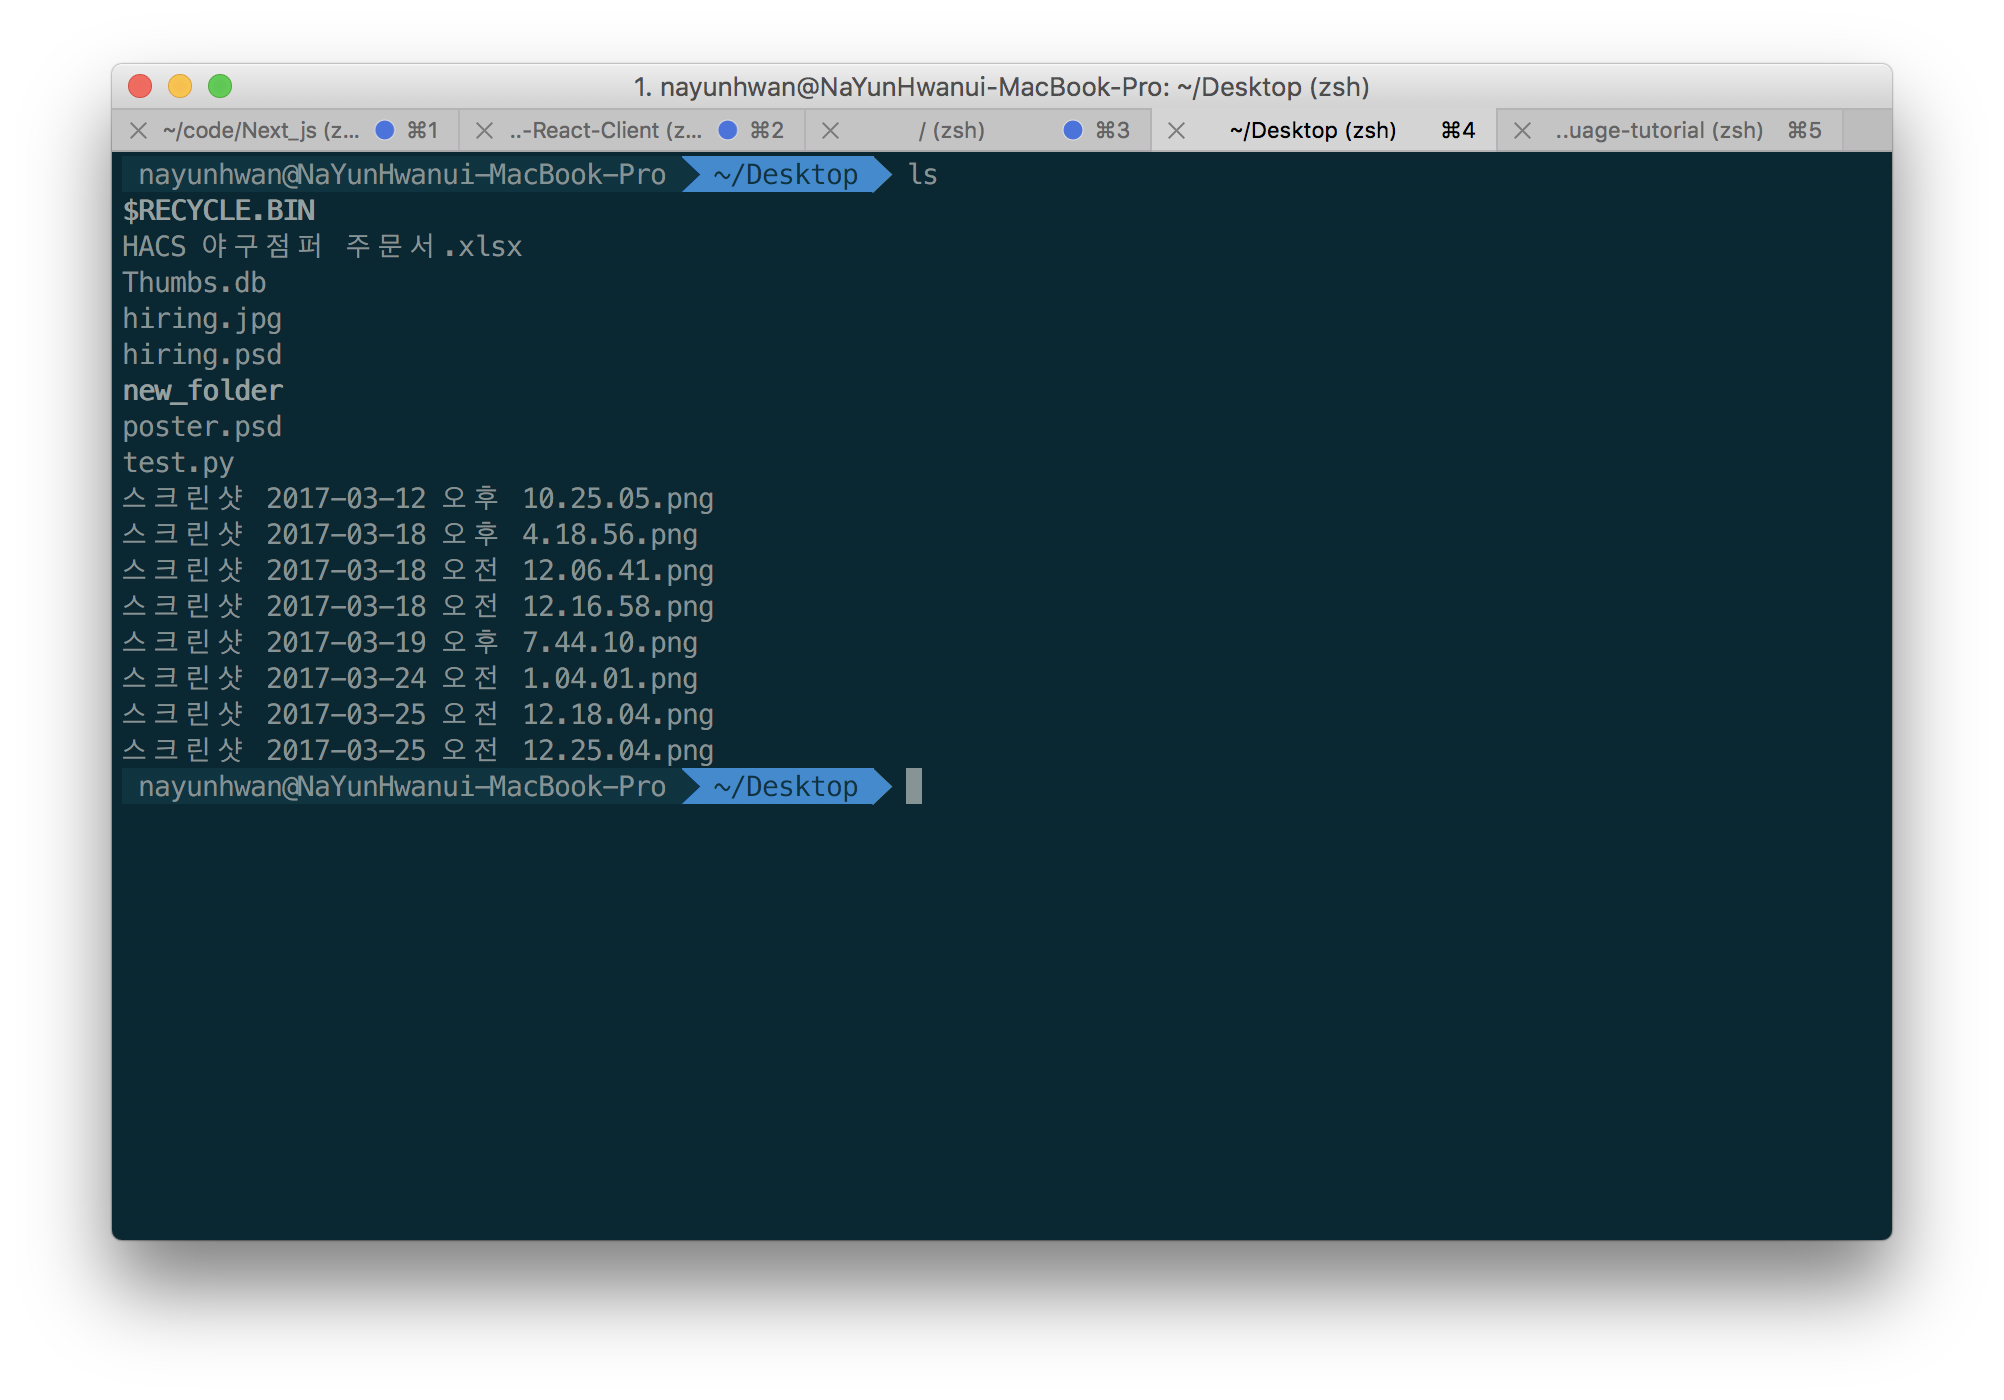 1. nayunhwan@NaYunHwanui-MacBook-Pro: ~/Desktop (zsh)
~/code/Next_js (z... ⌘1 ..-React-Client (z... ⌘2 / (zsh) ⌘3 ~/Desktop (zsh) ⌘4 ..uage-tutorial (zsh) ⌘5
nayunhwan@NaYunHwanui-MacBook-Pro ~/Desktop ls
$RECYCLE.BIN
HACS 야구점퍼 주문서.xlsx
Thumbs.db
hiring.jpg
hiring.psd
new_folder
poster.psd
test.py
스크린샷 2017-03-12 오후 10.25.05.png
스크린샷 2017-03-18 오후 4.18.56.png
스크린샷 2017-03-18 오전 12.06.41.png
스크린샷 2017-03-18 오전 12.16.58.png
스크린샷 2017-03-19 오후 7.44.10.png
스크린샷 2017-03-24 오전 1.04.01.png
스크린샷 2017-03-25 오전 12.18.04.png
스크린샷 2017-03-25 오전 12.25.04.png
nayunhwan@NaYunHwanui-MacBook-Pro ~/Desktop